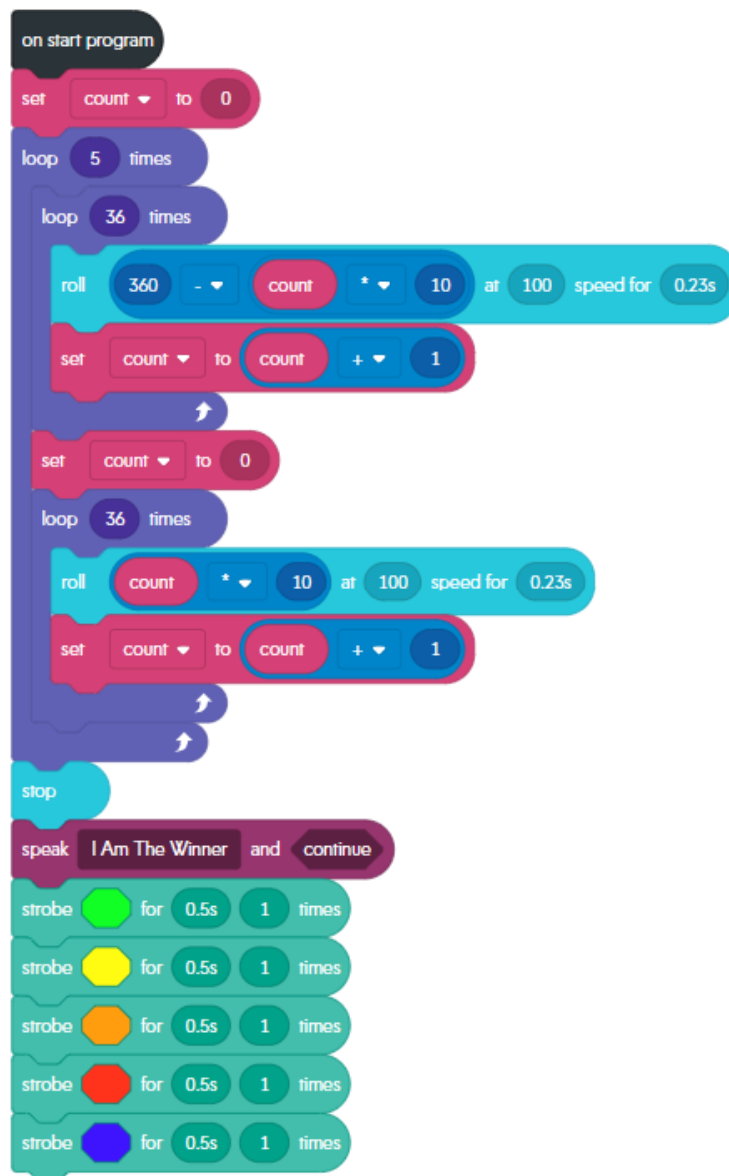 on start program
set count to 0
loop 5 times
loop 36 times
roll 360 - count * 10 at 100 speed for 0.23s
set count to count + 1
set count to 0
loop 36 times
roll count * 10 at 100 speed for 0.23s
set count to count + 1
stop
speak I Am The Winner and continue
strobe for 0.5s 1 times
strobe for 0.5s 1 times
strobe for 0.5s 1 times
strobe for 0.5s 1 times
strobe for 0.5s 1 times